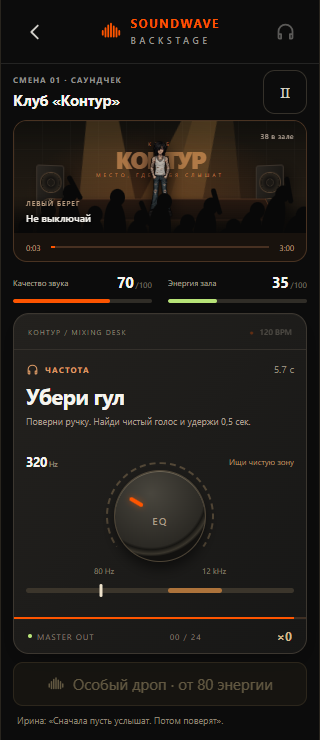 SOUNDWAVE
BACKSTAGE
СМЕНА 01 · САУНДЧЕК
Клуб «Контур»
II
38 в зале
КОНТУР
ЛЕВЫЙ БЕРЕГ
Не выключай
0:03
3:00
Качество звука 70/100
Энергия зала 35/100
КОНТУР / MIXING DESK
120 BPM
ЧАСТОТА
5.7 с
Убери гул
Поверни ручку. Найди чистый голос и удержи 0,5 сек.
320 Hz
Ищи чистую зону
EQ
80 Hz
12 kHz
MASTER OUT
00 / 24
×0
Особый дроп · от 80 энергии
Ирина: «Сначала пусть услышат. Потом поверят».